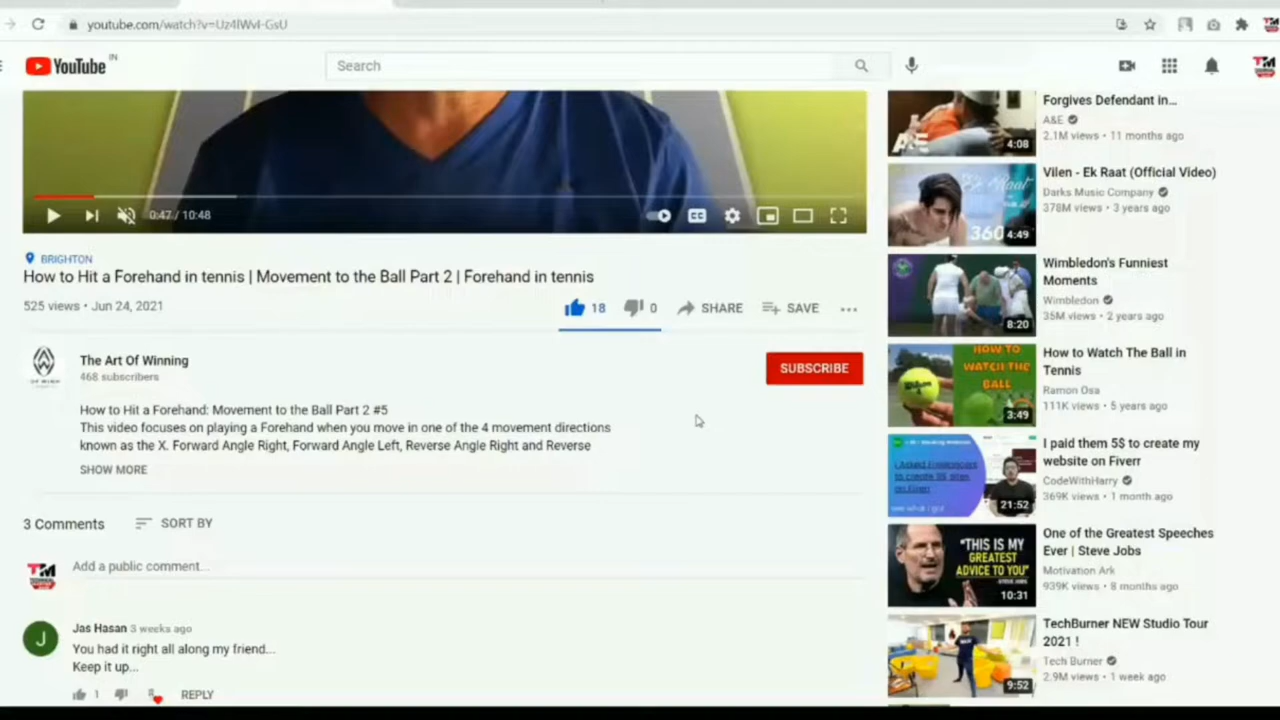 youtube.com/watch?v=Uz4lWvI-GsU
YouTube IN
Search
TM
0:47 / 10:48
CC
BRIGHTON
How to Hit a Forehand in tennis | Movement to the Ball Part 2 | Forehand in tennis
525 views • Jun 24, 2021
18
0
SHARE
SAVE
The Art Of Winning
468 subscribers
SUBSCRIBE
How to Hit a Forehand: Movement to the Ball Part 2 #5
This video focuses on playing a Forehand when you move in one of the 4 movement directions
known as the X. Forward Angle Right, Forward Angle Left, Reverse Angle Right and Reverse
SHOW MORE
3 Comments
SORT BY
TM
Add a public comment...
J
Jas Hasan 3 weeks ago
You had it right all along my friend...
Keep it up...
1
REPLY
A&E
4:08
Forgives Defendant in...
A&E
2.1M views • 11 months ago
360
4:49
Vilen - Ek Raat (Official Video)
Darks Music Company
378M views • 3 years ago
8:20
Wimbledon's Funniest
Moments
Wimbledon
35M views • 2 years ago
HOW TO
WATCH THE
BALL
3:49
How to Watch The Ball in
Tennis
Ramon Osa
111K views • 5 years ago
21:52
I paid them 5$ to create my
website on Fiverr
CodeWithHarry
369K views • 1 month ago
"THIS IS MY
GREATEST
ADVICE TO YOU"
10:31
One of the Greatest Speeches
Ever | Steve Jobs
Motivation Ark
939K views • 8 months ago
9:52
TechBurner NEW Studio Tour
2021 !
Tech Burner
2.9M views • 1 week ago